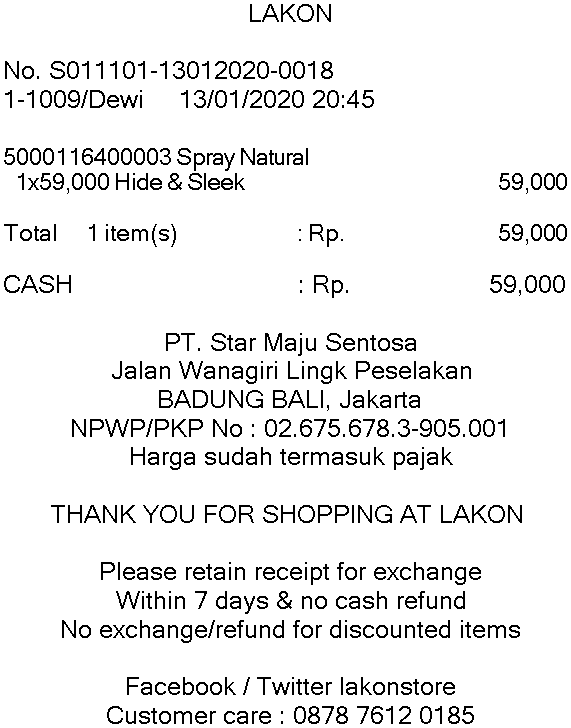 LAKON
No. S011101-13012020-0018
1-1009/Dewi 13/01/2020 20:45
5000116400003 Spray Natural
1x59,000 Hide & Sleek 59,000
Total 1 item(s) : Rp. 59,000
CASH : Rp. 59,000
PT. Star Maju Sentosa
Jalan Wanagiri Lingk Peselakan
BADUNG BALI, Jakarta
NPWP/PKP No : 02.675.678.3-905.001
Harga sudah termasuk pajak
THANK YOU FOR SHOPPING AT LAKON
Please retain receipt for exchange
Within 7 days & no cash refund
No exchange/refund for discounted items
Facebook / Twitter lakonstore
Customer care : 0878 7612 0185